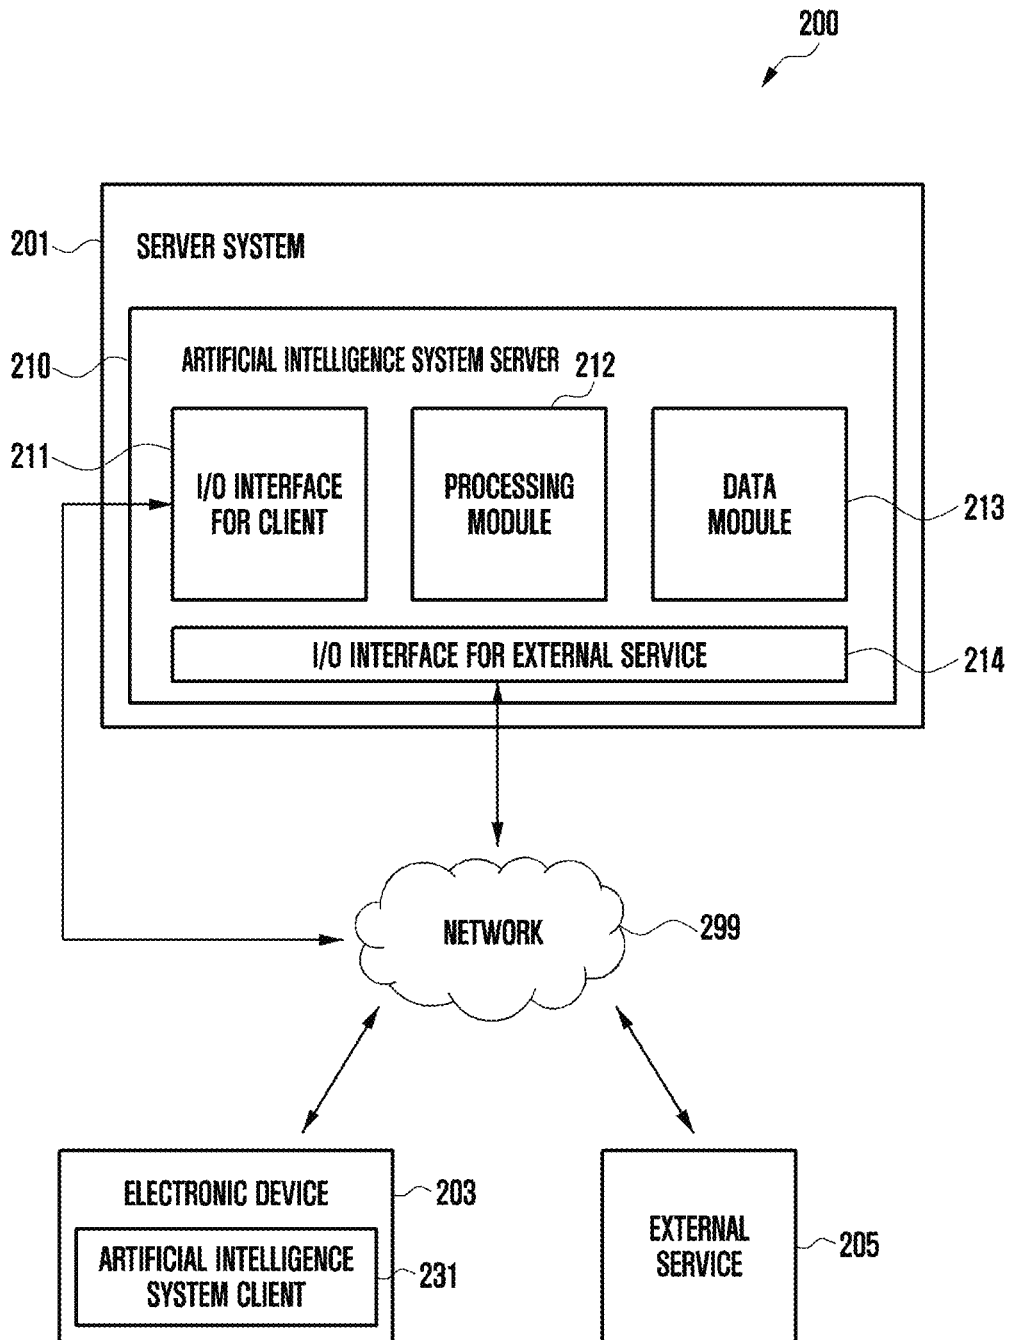 200
201
SERVER SYSTEM
210
ARTIFICIAL INTELLIGENCE SYSTEM SERVER
212
211
I/O INTERFACE
FOR CLIENT
PROCESSING
MODULE
DATA
MODULE
213
I/O INTERFACE FOR EXTERNAL SERVICE
214
NETWORK
299
ELECTRONIC DEVICE
203
ARTIFICIAL INTELLIGENCE
SYSTEM CLIENT
231
EXTERNAL
SERVICE
205